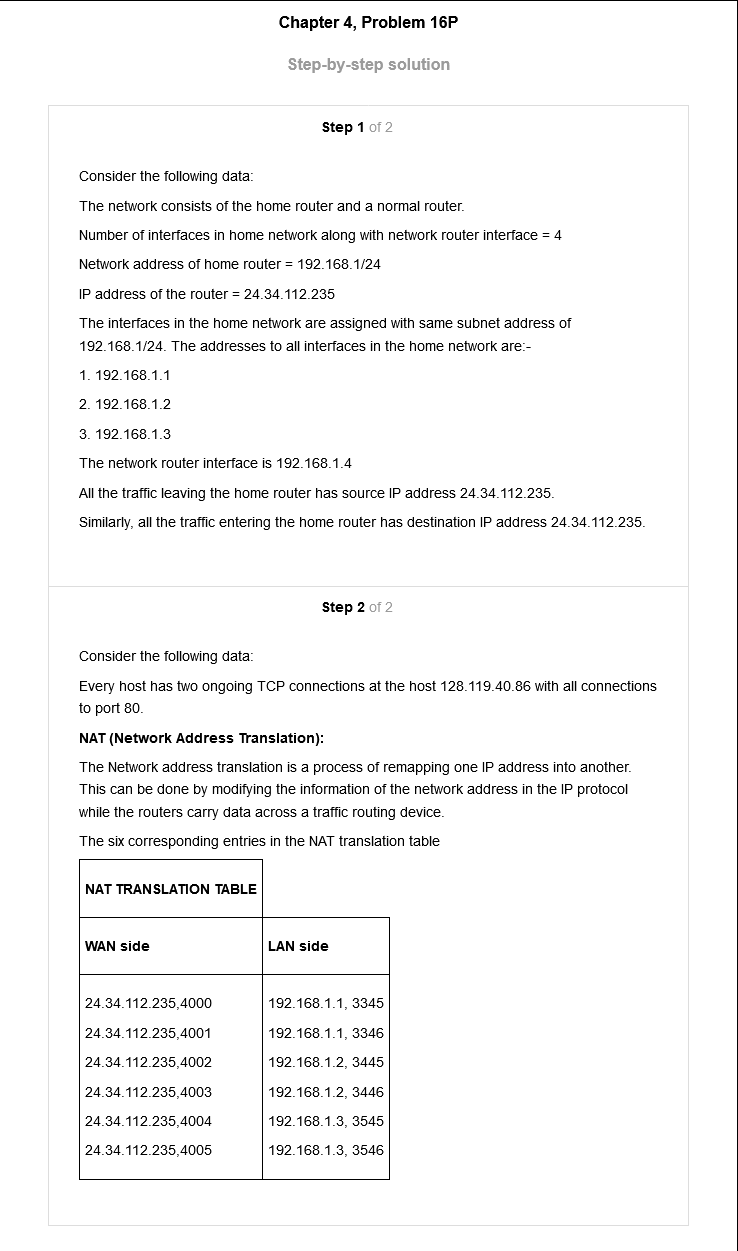 Chapter 4, Problem 16P
Step-by-step solution
Step 1 of 2
Consider the following data:
The network consists of the home router and a normal router.
Number of interfaces in home network along with network router interface = 4
Network address of home router = 192.168.1/24
IP address of the router = 24.34.112.235
The interfaces in the home network are assigned with same subnet address of
192.168.1/24. The addresses to all interfaces in the home network are:-
1. 192.168.1.1
2. 192.168.1.2
3. 192.168.1.3
The network router interface is 192.168.1.4
All the traffic leaving the home router has source IP address 24.34.112.235.
Similarly, all the traffic entering the home router has destination IP address 24.34.112.235.
Step 2 of 2
Consider the following data:
Every host has two ongoing TCP connections at the host 128.119.40.86 with all connections
to port 80.
NAT (Network Address Translation):
The Network address translation is a process of remapping one IP address into another.
This can be done by modifying the information of the network address in the IP protocol
while the routers carry data across a traffic routing device.
The six corresponding entries in the NAT translation table
NAT TRANSLATION TABLE
WAN side LAN side
24.34.112.235,4000 192.168.1.1, 3345
24.34.112.235,4001 192.168.1.1, 3346
24.34.112.235,4002 192.168.1.2, 3445
24.34.112.235,4003 192.168.1.2, 3446
24.34.112.235,4004 192.168.1.3, 3545
24.34.112.235,4005 192.168.1.3, 3546